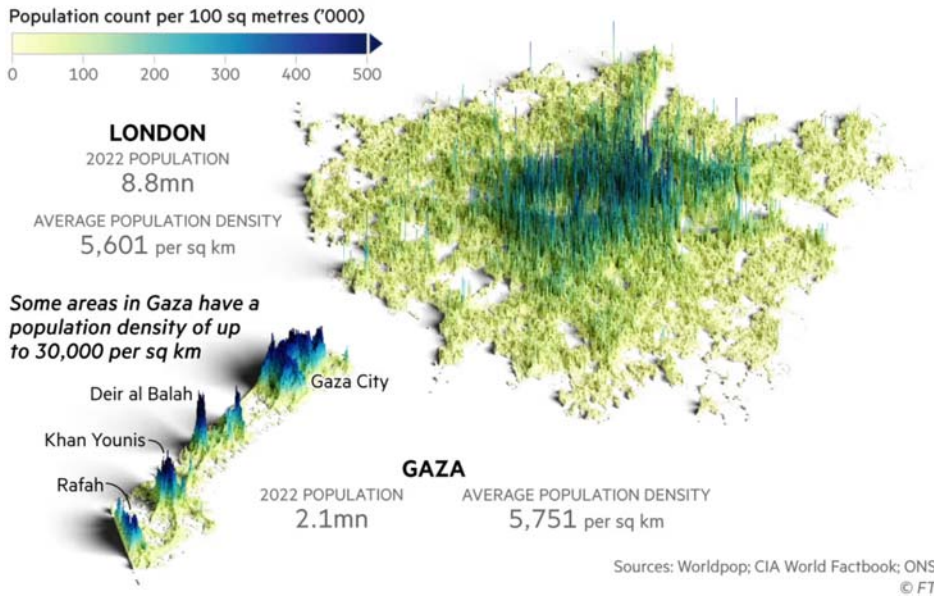 Population count per 100 sq metres ('000)
0 100 200 300 400 500
LONDON
2022 POPULATION
8.8mn
AVERAGE POPULATION DENSITY
5,601 per sq km
Some areas in Gaza have a
population density of up
to 30,000 per sq km
Gaza City
Deir al Balah
Khan Younis
Rafah
GAZA
2022 POPULATION
2.1mn
AVERAGE POPULATION DENSITY
5,751 per sq km
Sources: Worldpop; CIA World Factbook; ONS
© FT